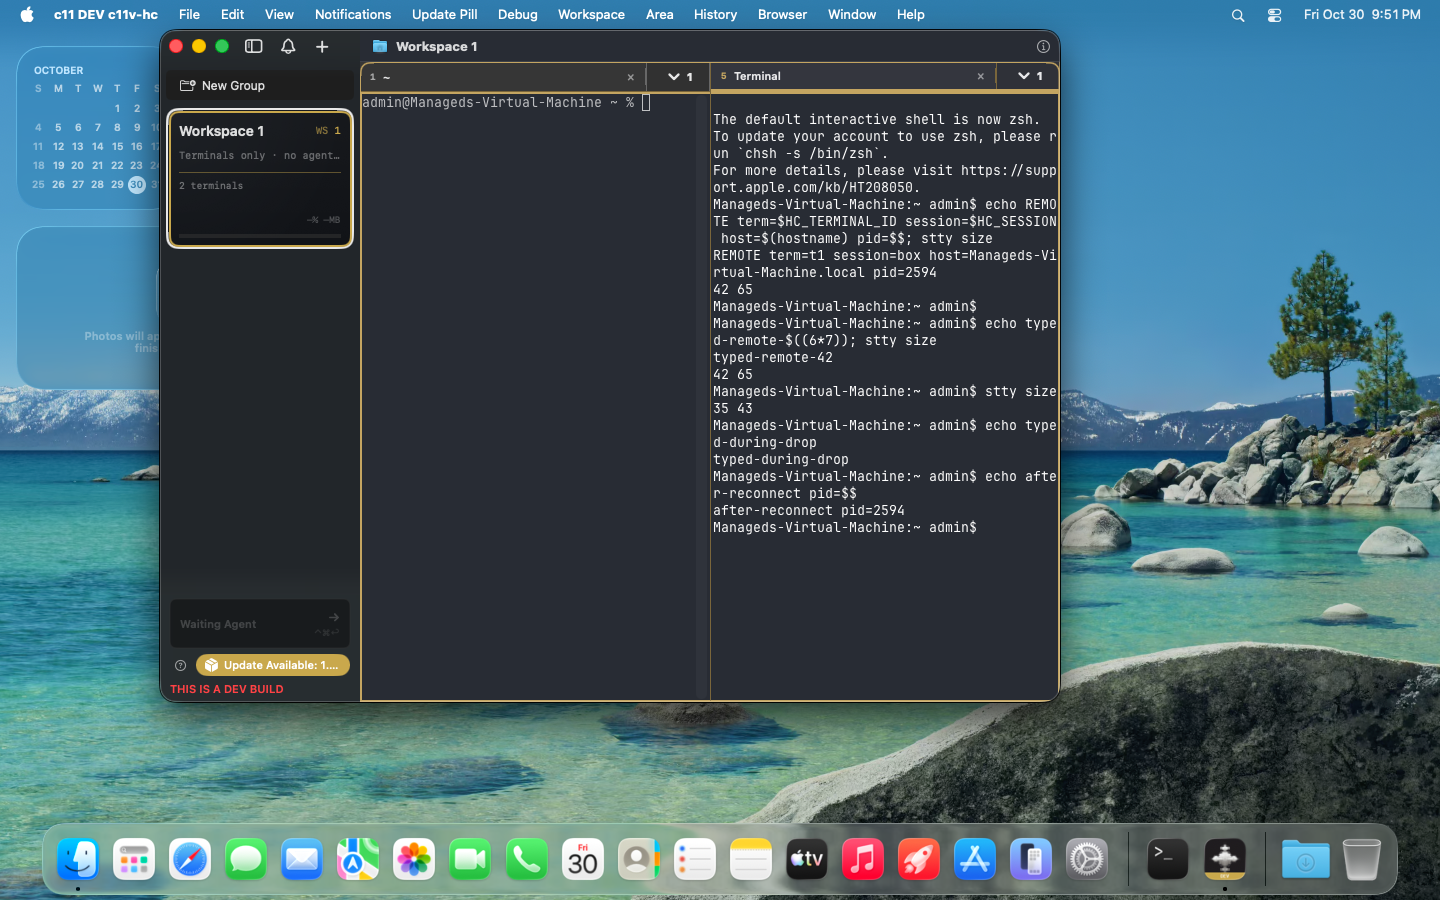 c11 DEV c11v-hc File Edit View Notifications Update Pill Debug Workspace Area History Browser Window Help Fri Oct 30 9:51 PM
OCTOBER
S M T W T F S
1 2 3
4 5 6 7 8 9 10
11 12 13 14 15 16
18 19 20 21 22 23
25 26 27 28 29 30
Photos will ap
finis
Workspace 1
New Group
Workspace 1 WS 1
Terminals only · no agent…
2 terminals
—% —MB
Waiting Agent
^⌘↩
Update Available: 1....
THIS IS A DEV BUILD
1 ~ × 1
admin@Manageds-Virtual-Machine ~ %
5 Terminal × 1
The default interactive shell is now zsh.
To update your account to use zsh, please r
un `chsh -s /bin/zsh`.
For more details, please visit https://supp
ort.apple.com/kb/HT208050.
Manageds-Virtual-Machine:~ admin$ echo REMO
TE term=$HC_TERMINAL_ID session=$HC_SESSION
host=$(hostname) pid=$$; stty size
REMOTE term=t1 session=box host=Manageds-Vi
rtual-Machine.local pid=2594
42 65
Manageds-Virtual-Machine:~ admin$
Manageds-Virtual-Machine:~ admin$ echo type
d-remote-$((6*7)); stty size
typed-remote-42
42 65
Manageds-Virtual-Machine:~ admin$ stty size
35 43
Manageds-Virtual-Machine:~ admin$ echo type
d-during-drop
typed-during-drop
Manageds-Virtual-Machine:~ admin$ echo afte
r-reconnect pid=$$
after-reconnect pid=2594
Manageds-Virtual-Machine:~ admin$
Fri
30
tv
>_
DEV